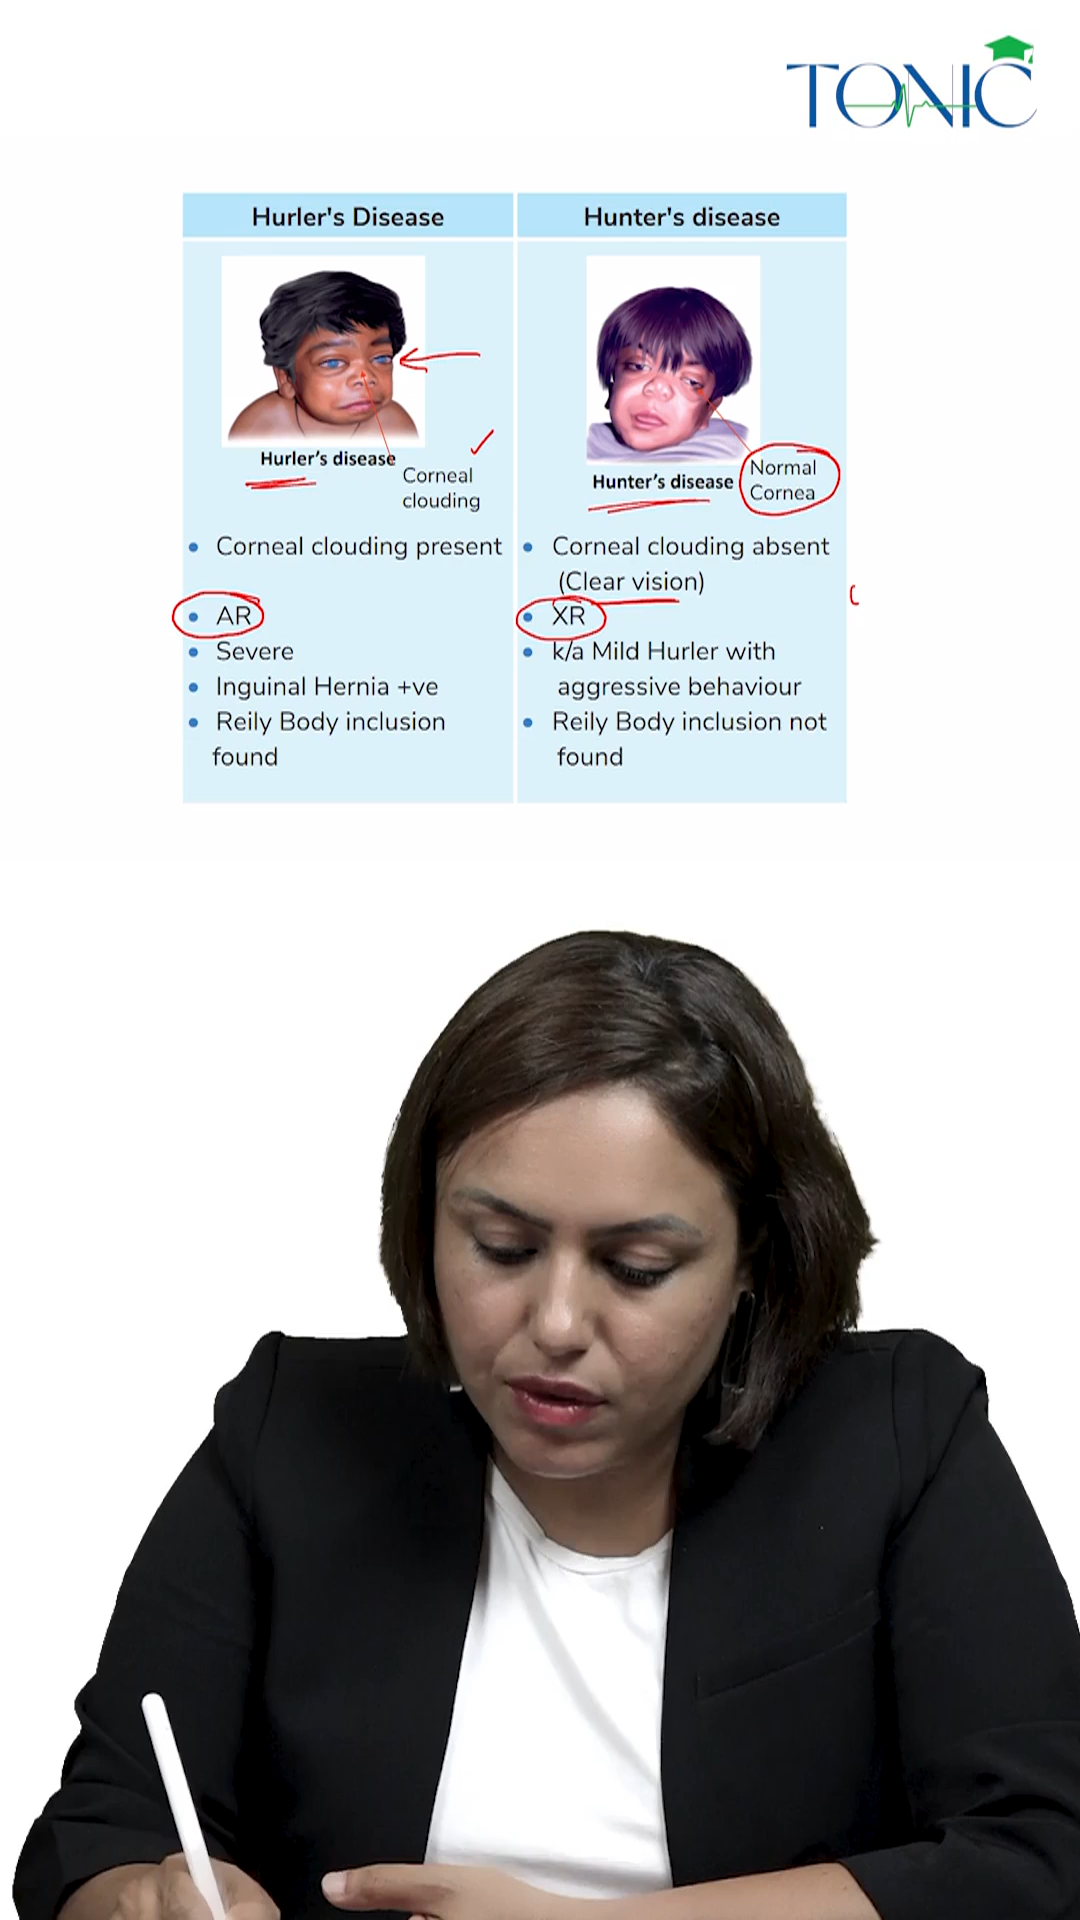 TONIC
Hurler's Disease
Hunter's disease
Hurler's disease
Corneal
clouding
Hunter's disease
Normal
Cornea
Corneal clouding present
AR
Severe
Inguinal Hernia +ve
Reily Body inclusion
found
Corneal clouding absent
(Clear vision)
XR
k/a Mild Hurler with
aggressive behaviour
Reily Body inclusion not
found